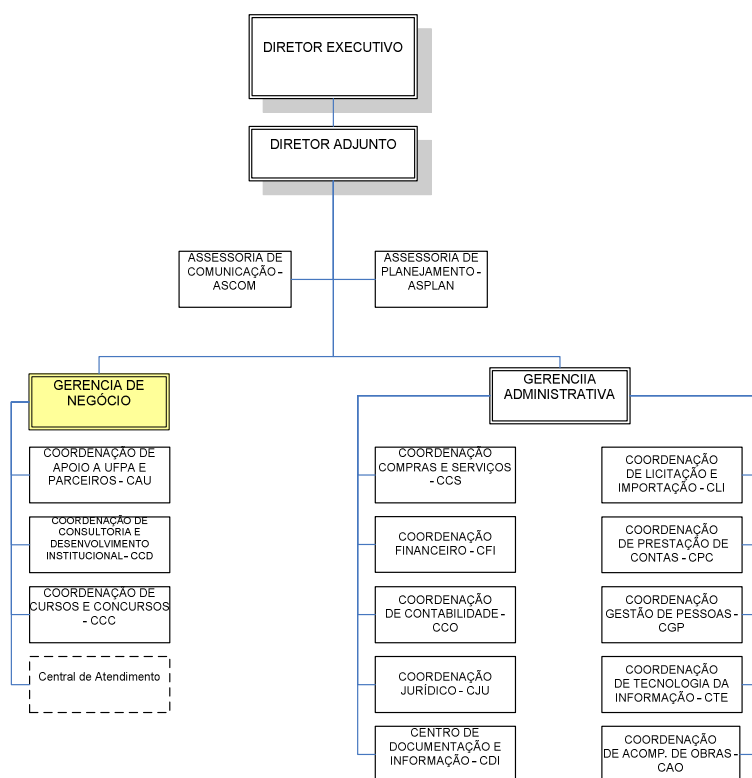 DIRETOR EXECUTIVO
DIRETOR ADJUNTO
ASSESSORIA DE
COMUNICAÇÃO -
ASCOM
ASSESSORIA DE
PLANEJAMENTO -
ASPLAN
GERENCIA DE
NEGÓCIO
GERENCIIA
ADMINISTRATIVA
COORDENAÇÃO DE
APOIO A UFPA E
PARCEIROS - CAU
COORDENAÇÃO DE
CONSULTORIA E
DESENVOLVIMENTO
INSTITUCIONAL- CCD
COORDENAÇÃO DE
CURSOS E CONCURSOS
- CCC
Central de Atendimento
COORDENAÇÃO
COMPRAS E SERVIÇOS
- CCS
COORDENAÇÃO
FINANCEIRO - CFI
COORDENAÇÃO
DE CONTABILIDADE -
CCO
COORDENAÇÃO
JURÍDICO - CJU
CENTRO DE
DOCUMENTAÇÃO E
INFORMAÇÃO - CDI
COORDENAÇÃO
DE LICITAÇÃO E
IMPORTAÇÃO - CLI
COORDENAÇÃO
DE PRESTAÇÃO DE
CONTAS - CPC
COORDENAÇÃO
GESTÃO DE PESSOAS -
CGP
COORDENAÇÃO
DE TECNOLOGIA DA
INFORMAÇÃO - CTE
COORDENAÇÃO
DE ACOMP. DE OBRAS -
CAO